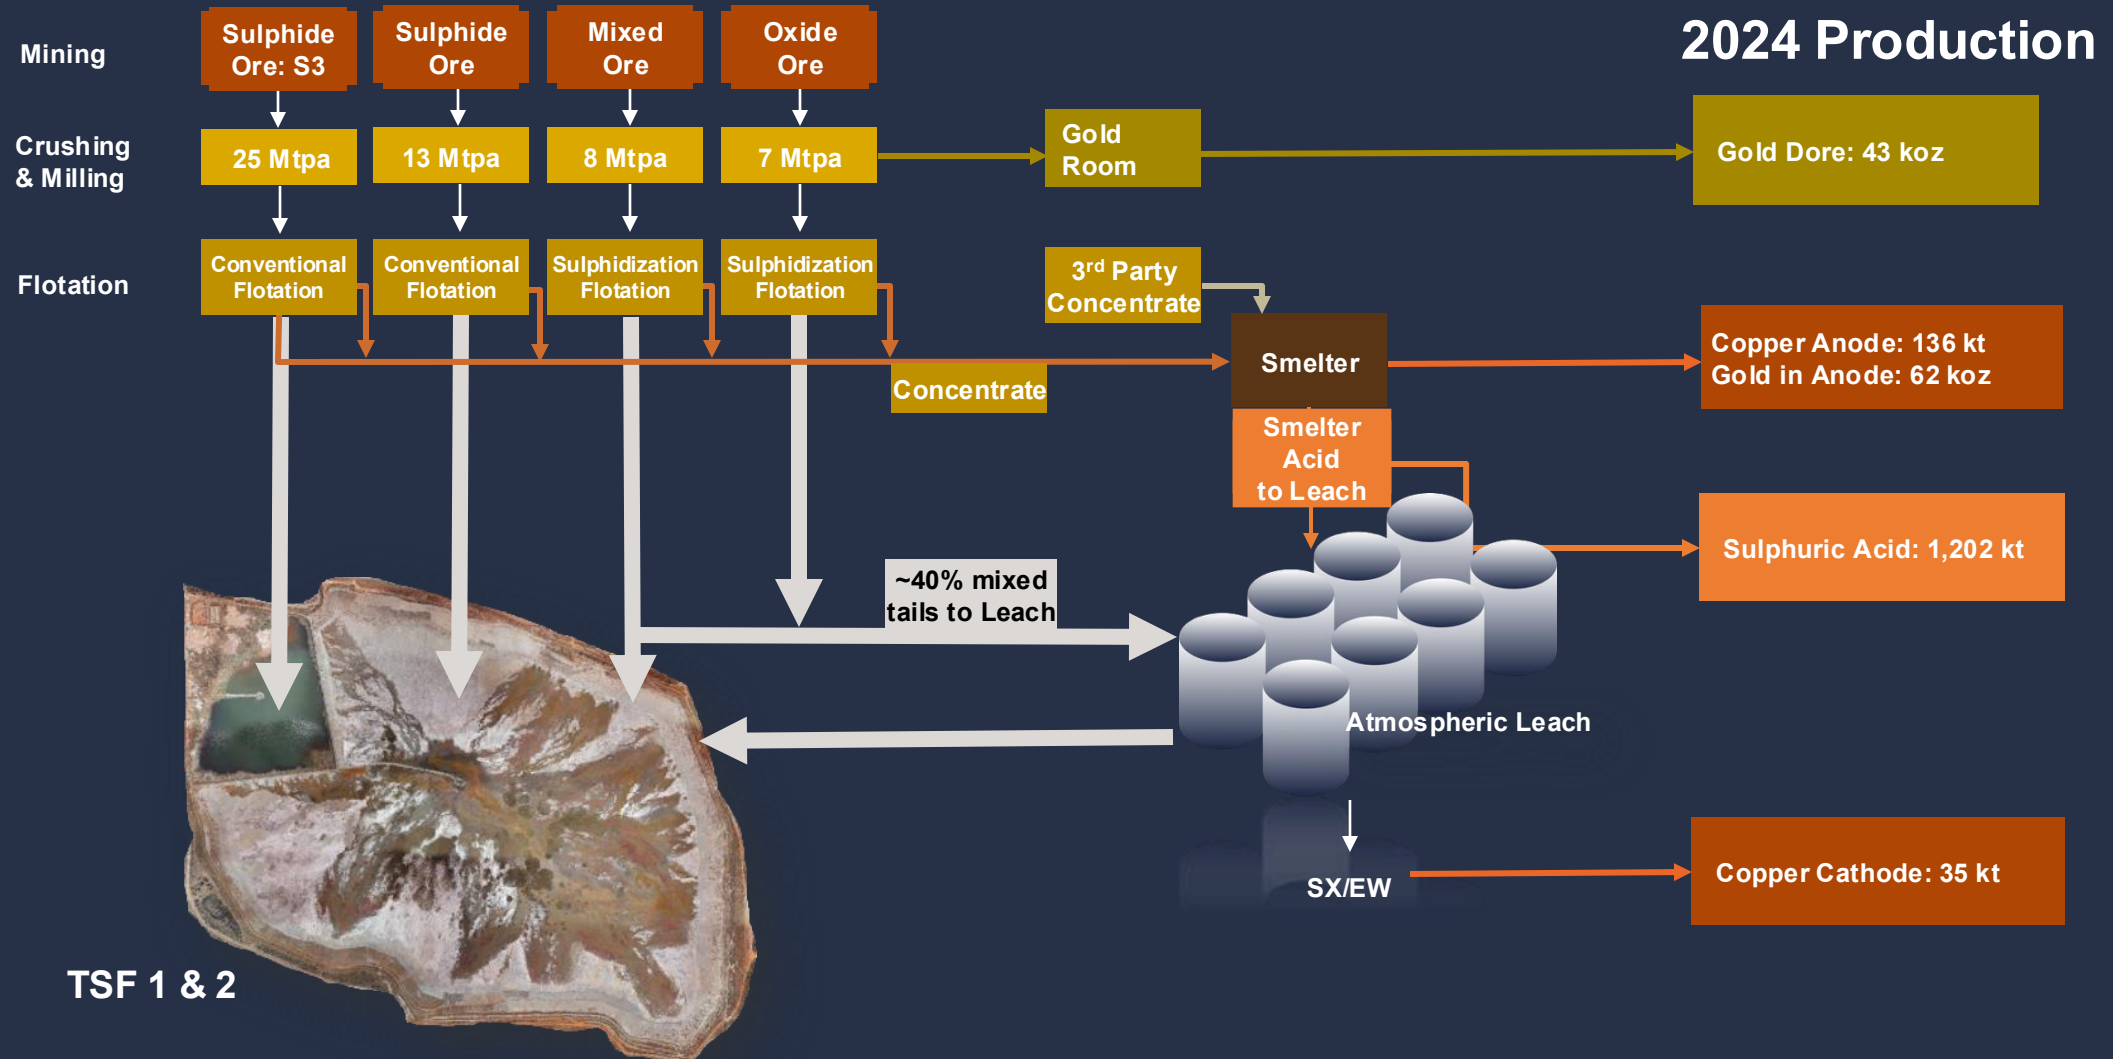 2024 Production
Mining
Sulphide
Ore: S3
Sulphide
Ore
Mixed
Ore
Oxide
Ore
Crushing
& Milling
25 Mtpa
13 Mtpa
8 Mtpa
7 Mtpa
Gold
Room
Gold Dore: 43 koz
Flotation
Conventional
Flotation
Conventional
Flotation
Sulphidization
Flotation
Sulphidization
Flotation
3rd Party
Concentrate
Smelter
Copper Anode: 136 kt
Gold in Anode: 62 koz
Concentrate
Smelter
Acid
to Leach
Sulphuric Acid: 1,202 kt
~40% mixed
tails to Leach
Atmospheric Leach
SX/EW
Copper Cathode: 35 kt
TSF 1 & 2